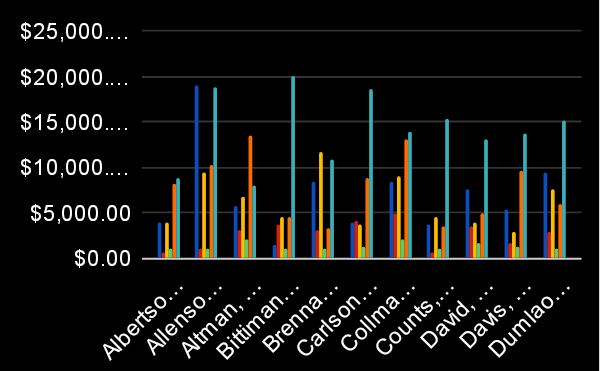 $25,000....
$20,000....
$15,000....
$10,000....
$5,000.00
$0.00
Albertso...
Allenso...
Altman, ...
Bittiman...
Brenna...
Carlson...
Collma...
Counts,...
David, ...
Davis, ...
Dumlao...